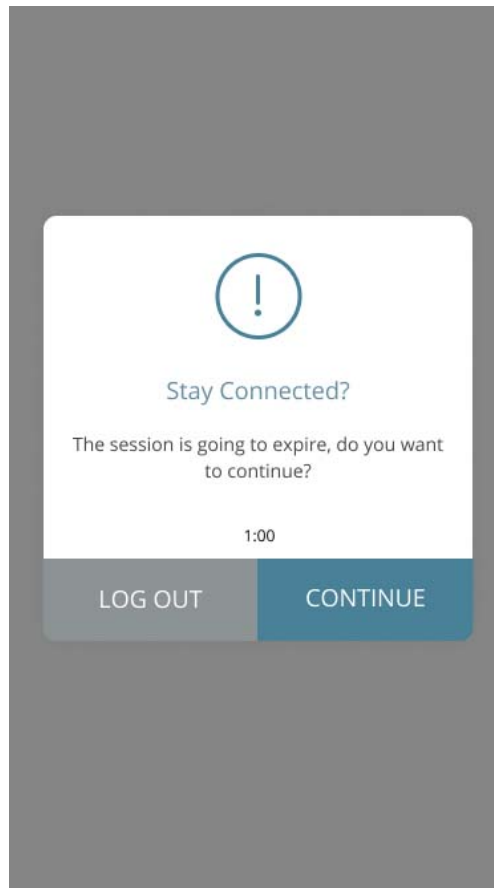 Stay Connected?
The session is going to expire, do you want
to continue?
1:00
LOG OUT
CONTINUE